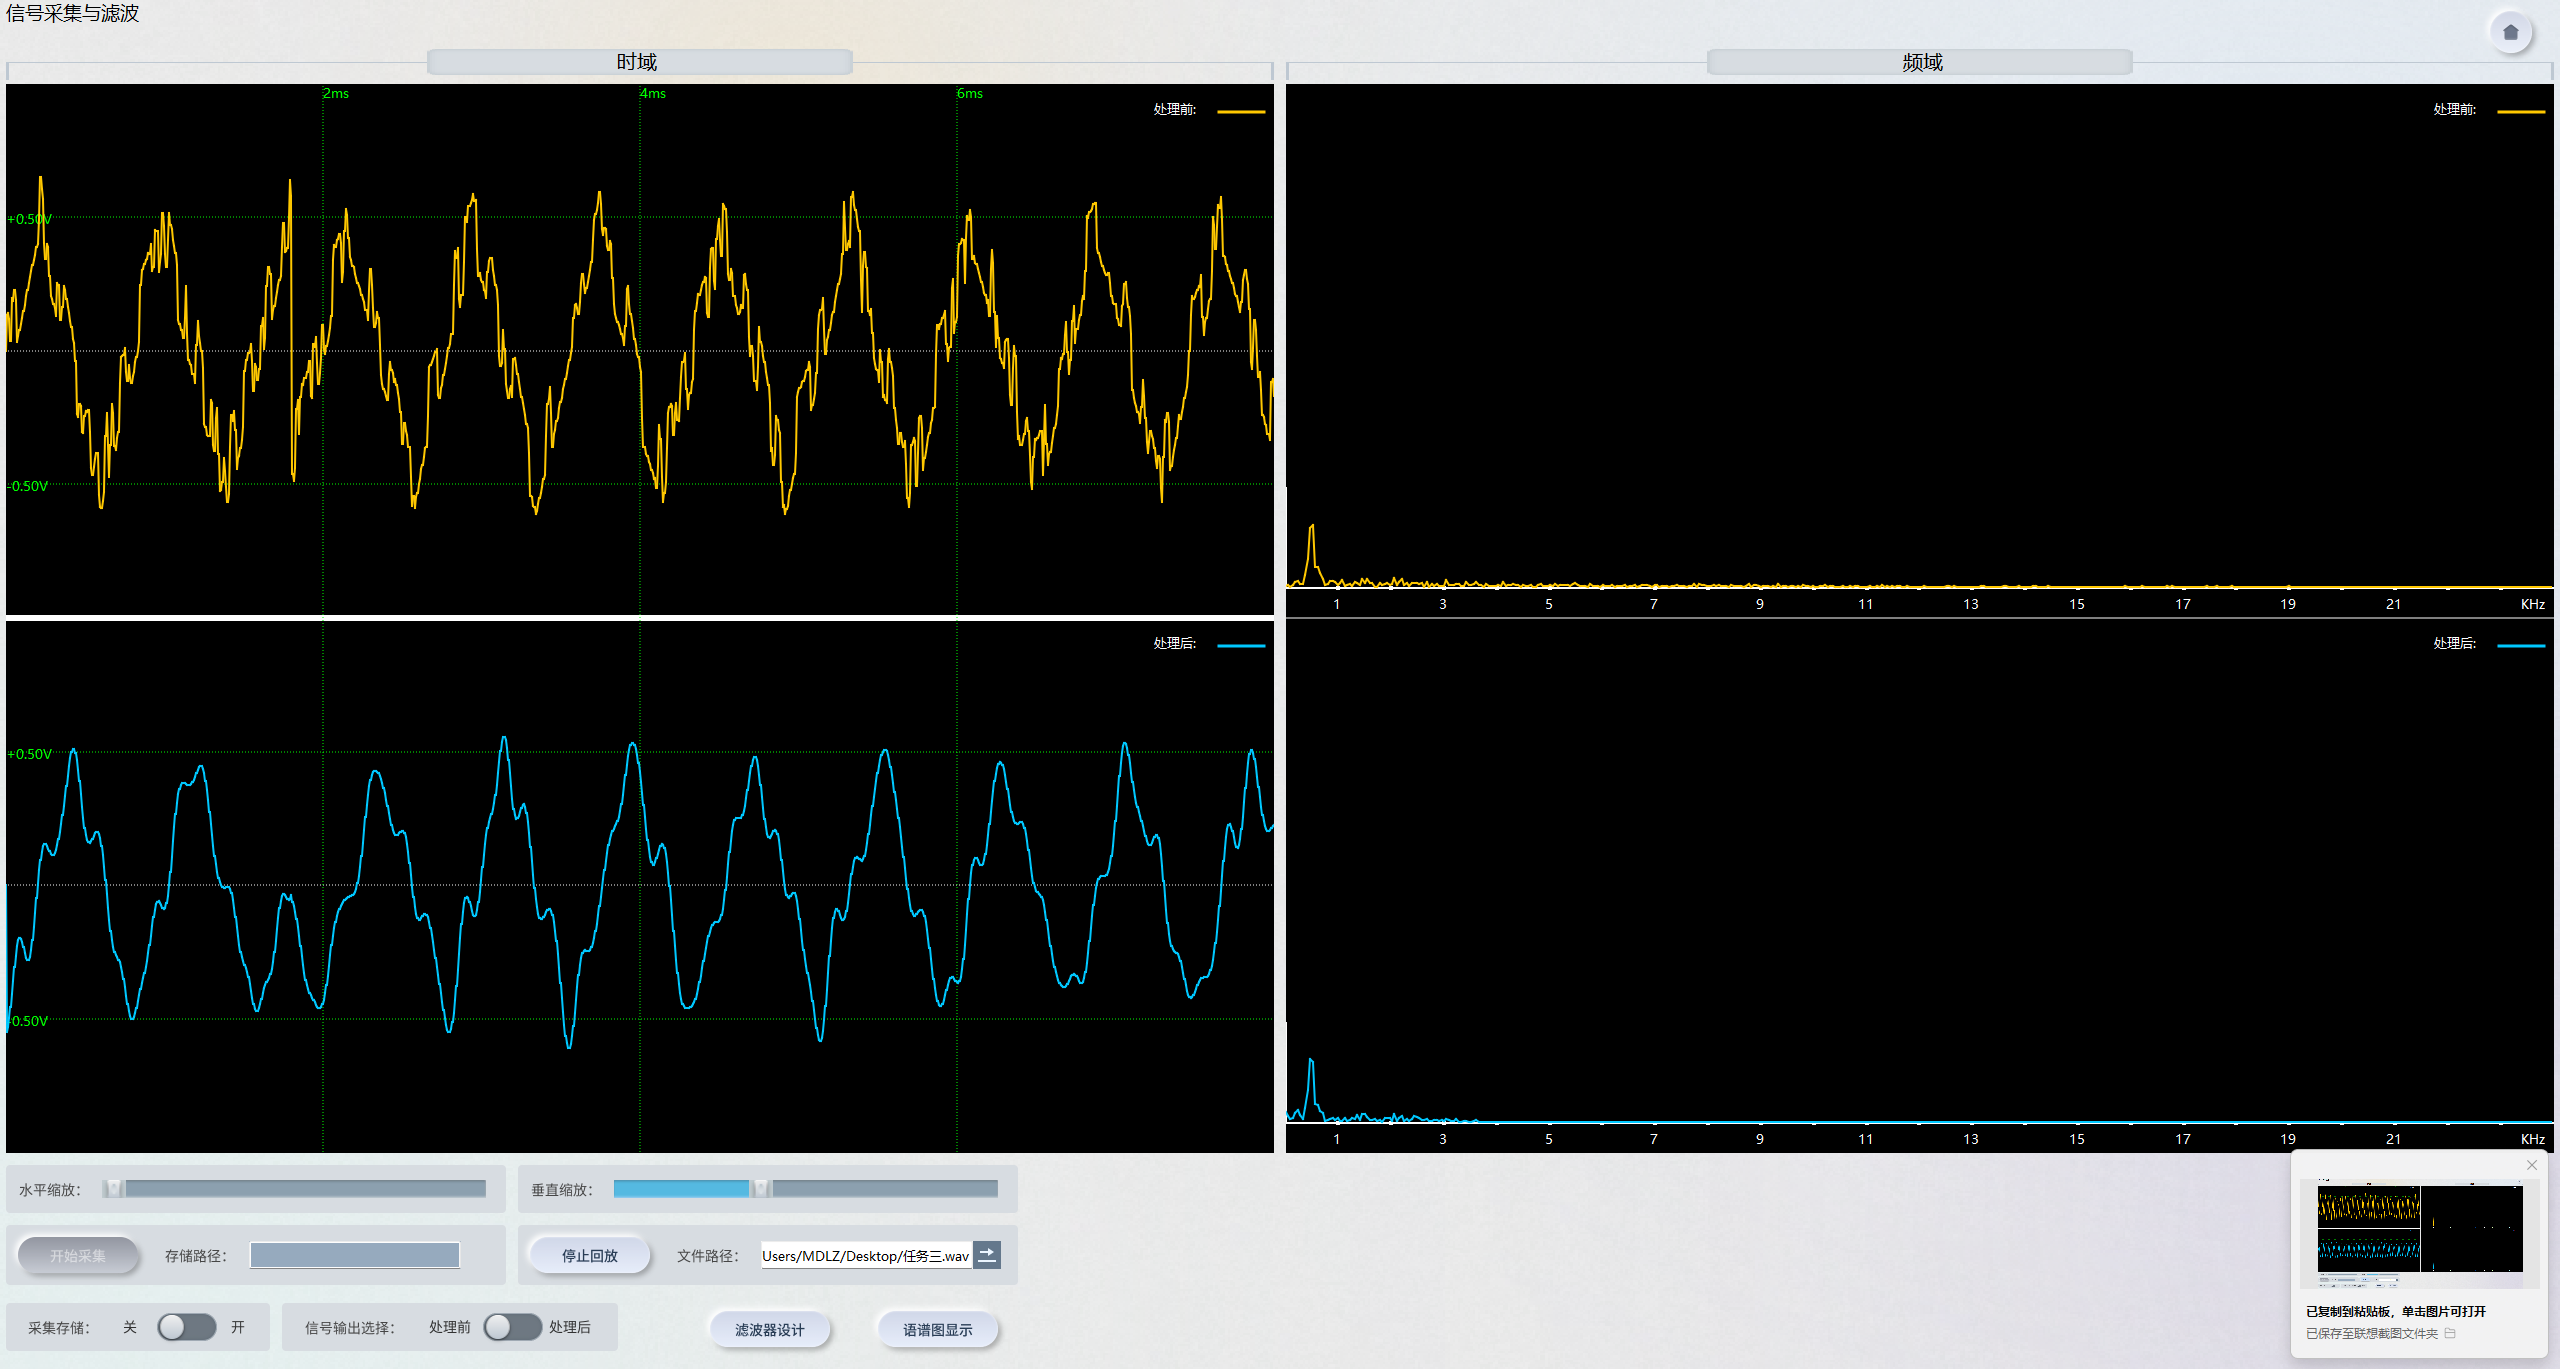 信号采集与滤波
时域
频域
2ms 4ms 6ms
处理前:
+0.50V
-0.50V
处理前:
1 3 5 7 9 11 13 15 17 19 21 KHz
处理后:
+0.50V
-0.50V
处理后:
1 3 5 7 9 11 13 15 17 19 21 KHz
水平缩放:
垂直缩放:
开始采集 存储路径:
停止回放 文件路径: Users/MDLZ/Desktop/任务三.wav
采集存储: 关 开
信号输出选择: 处理前 处理后
滤波器设计
语谱图显示
已复制到粘贴板，单击图片可打开
已保存至联想截图文件夹